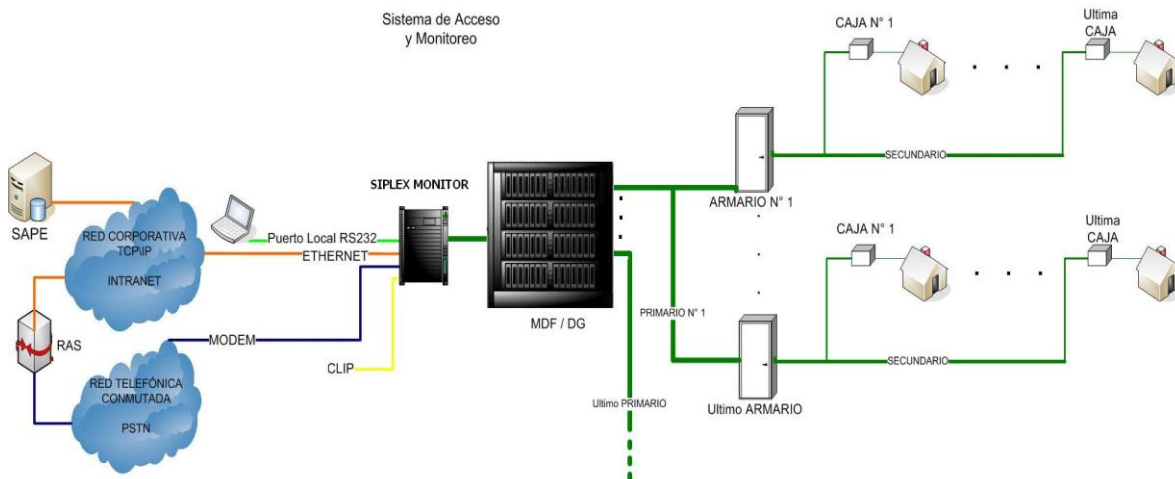 Sistema de Acceso
y Monitoreo
CAJA N° 1
Ultima
CAJA
SECUNDARIO
ARMARIO N° 1
SIPLEX MONITOR
SAPE
RED CORPORATIVA
TCP\IP
INTRANET
Puerto Local RS232
ETHERNET
MDF / DG
CAJA N° 1
Ultima
CAJA
PRIMARIO N° 1
SECUNDARIO
RAS
MODEM
CLIP
RED TELEFÓNICA
CONMUTADA
PSTN
Ultimo PRIMARIO
Ultimo ARMARIO